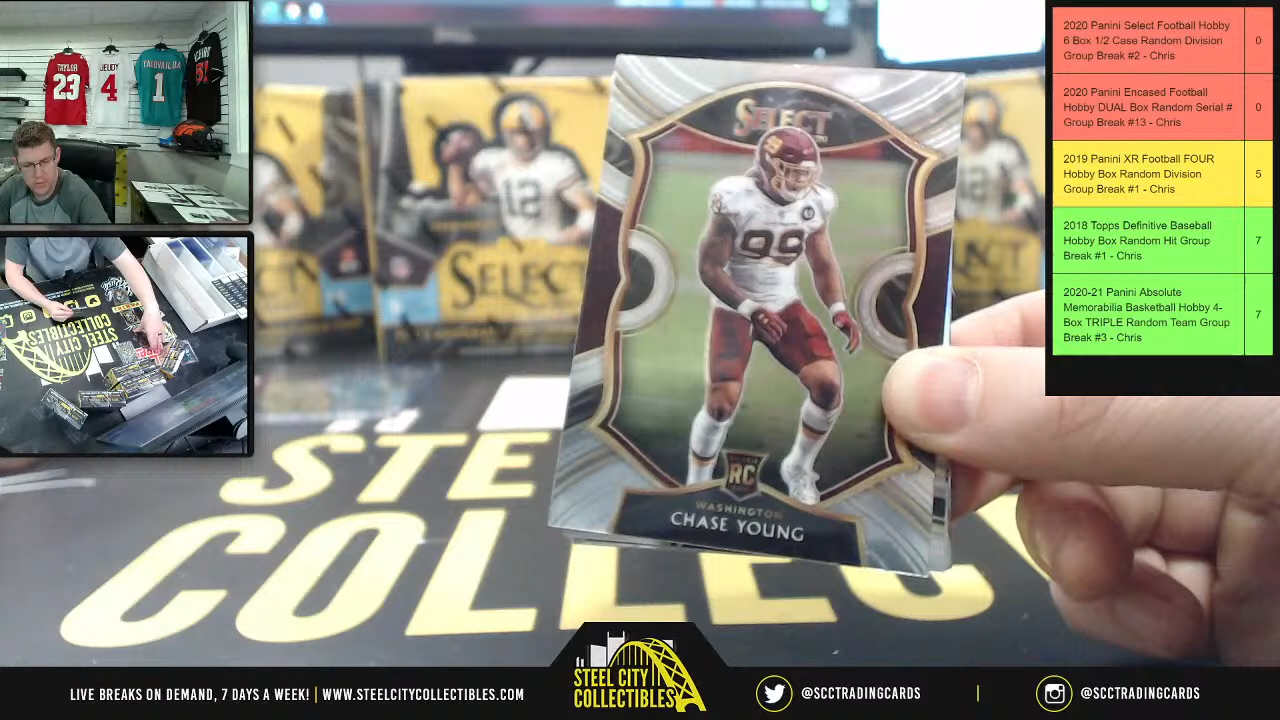 TAYLOR
23
JEUDY
4
TAGOVAILOA
1
2020 Panini Select Football Hobby
6 Box 1/2 Case Random Division
Group Break #2 - Chris
0
2020 Panini Encased Football
Hobby DUAL Box Random Serial #
Group Break #13 - Chris
0
2019 Panini XR Football FOUR
Hobby Box Random Division
Group Break #1 - Chris
5
2018 Topps Definitive Baseball
Hobby Box Random Hit Group
Break #1 - Chris
7
2020-21 Panini Absolute
Memorabilia Basketball Hobby 4-
Box TRIPLE Random Team Group
Break #3 - Chris
7
SELECT
99
RC
WASHINGTON
CHASE YOUNG
12
SELECT
STEEL CITY
COLLECTIBLES
STE
COLLEC
STEEL CITY
COLLECTIBLES
LIVE BREAKS ON DEMAND, 7 DAYS A WEEK! | WWW.STEELCITYCOLLECTIBLES.COM
@SCCTRADINGCARDS
@SCCTRADINGCARDS